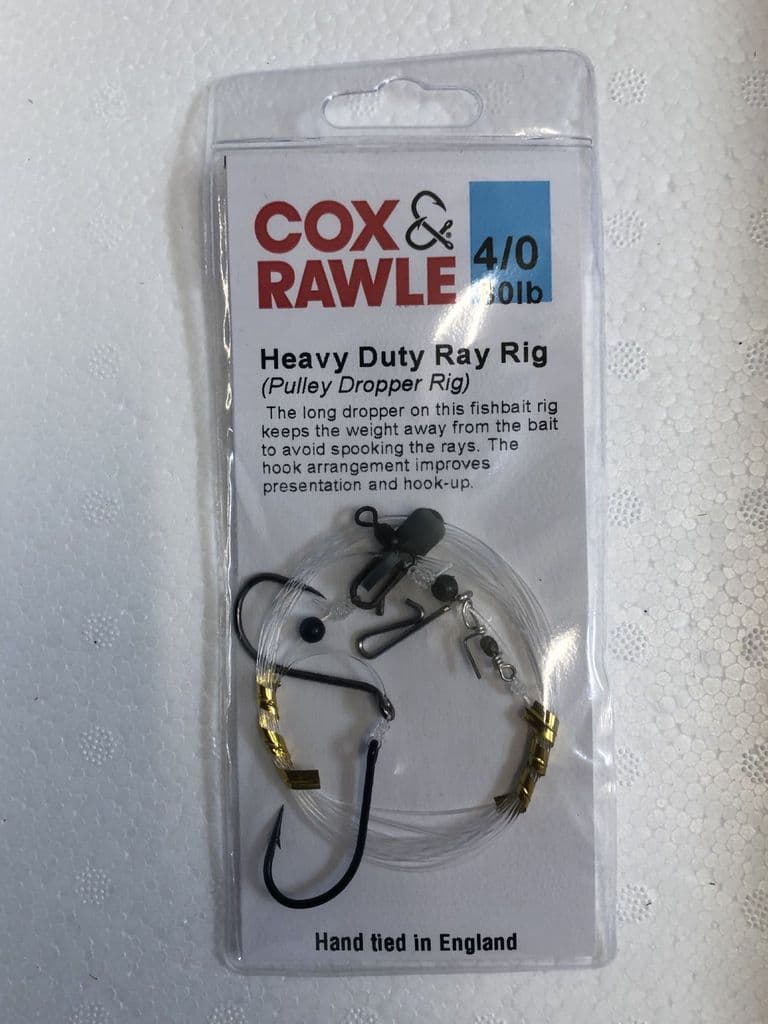 COX &
RAWLE
4/0
Heavy Duty Ray Rig
(Pulley Dropper Rig)
The long dropper on this fishbait rig
keeps the weight away from the bait
to avoid spooking the rays. The
hook arrangement improves
presentation and hook-up.
Hand tied in England